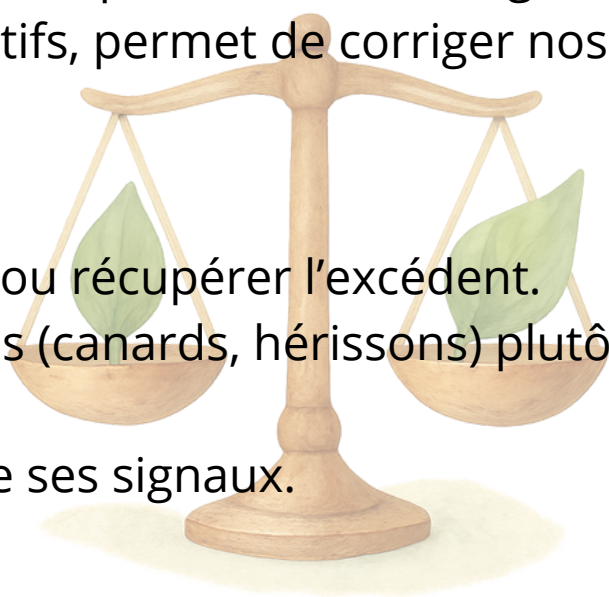 tifs, permet de corriger nos
ou récupérer l’excédent.
s (canards, hérissons) plutô
e ses signaux.